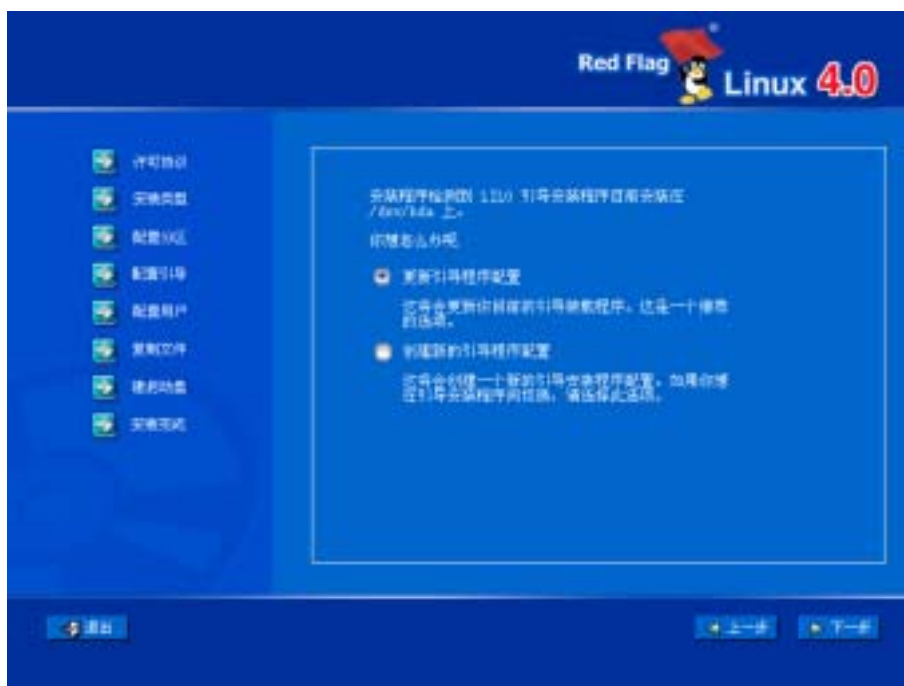 Red Flag
Linux 4.0
许可协议
安装类型
配置分区
配置引导
配置用户
复制文件
建启动盘
安装完成
安装程序检测到 LILO 引导安装程序目前安装在
/dev/hda 上。
你想怎么办呢
更新引导程序配置
这将会更新你目前的引导装载程序。这是一个推荐
的选项。
创建新的引导程序配置
这将会创建一个新的引导安装程序配置。如果你想
在引导安装程序间切换，请选择此选项。
退出
上一步
下一步